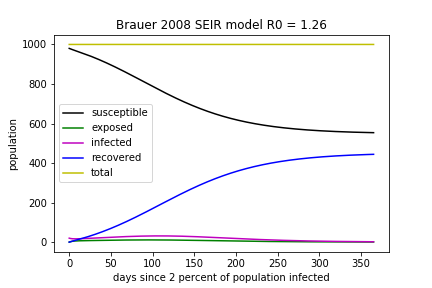 Brauer 2008 SEIR model R0 = 1.26
1000
800
600
400
200
0
population
susceptible
exposed
infected
recovered
total
0 50 100 150 200 250 300 350
days since 2 percent of population infected